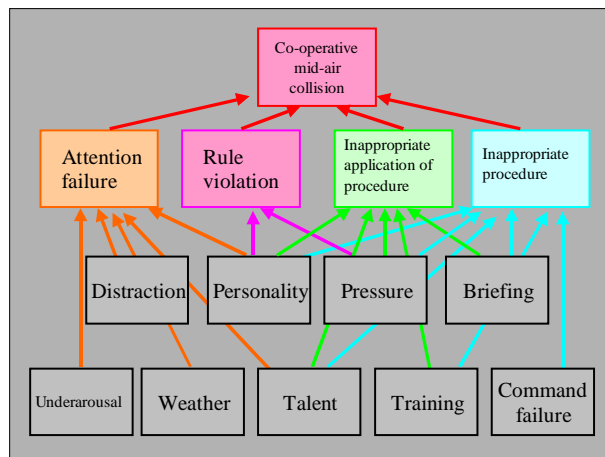 Co-operative
mid-air
collision
Attention
failure
Rule
violation
Inappropriate
application of
procedure
Inappropriate
procedure
Distraction
Personality
Pressure
Briefing
Underarousal
Weather
Talent
Training
Command
failure